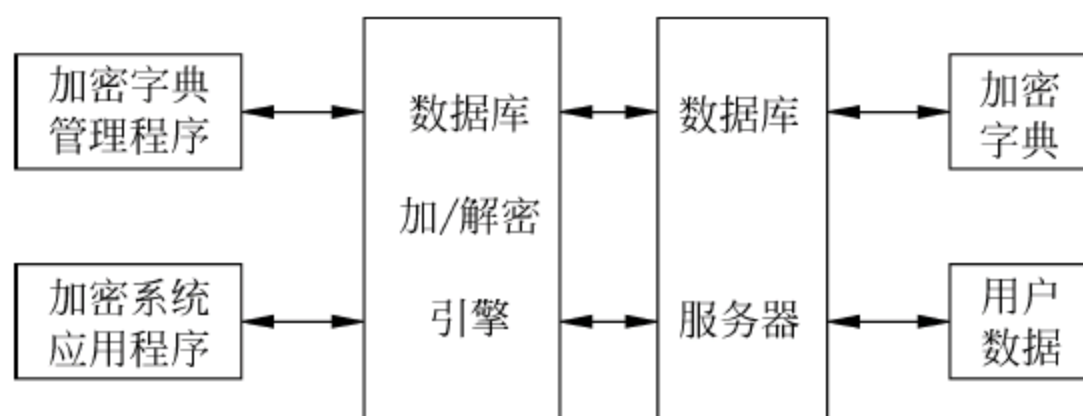 加密字典
管理程序
加密系统
应用程序
数据库
加/解密
引擎
数据库
服务器
加密
字典
用户
数据